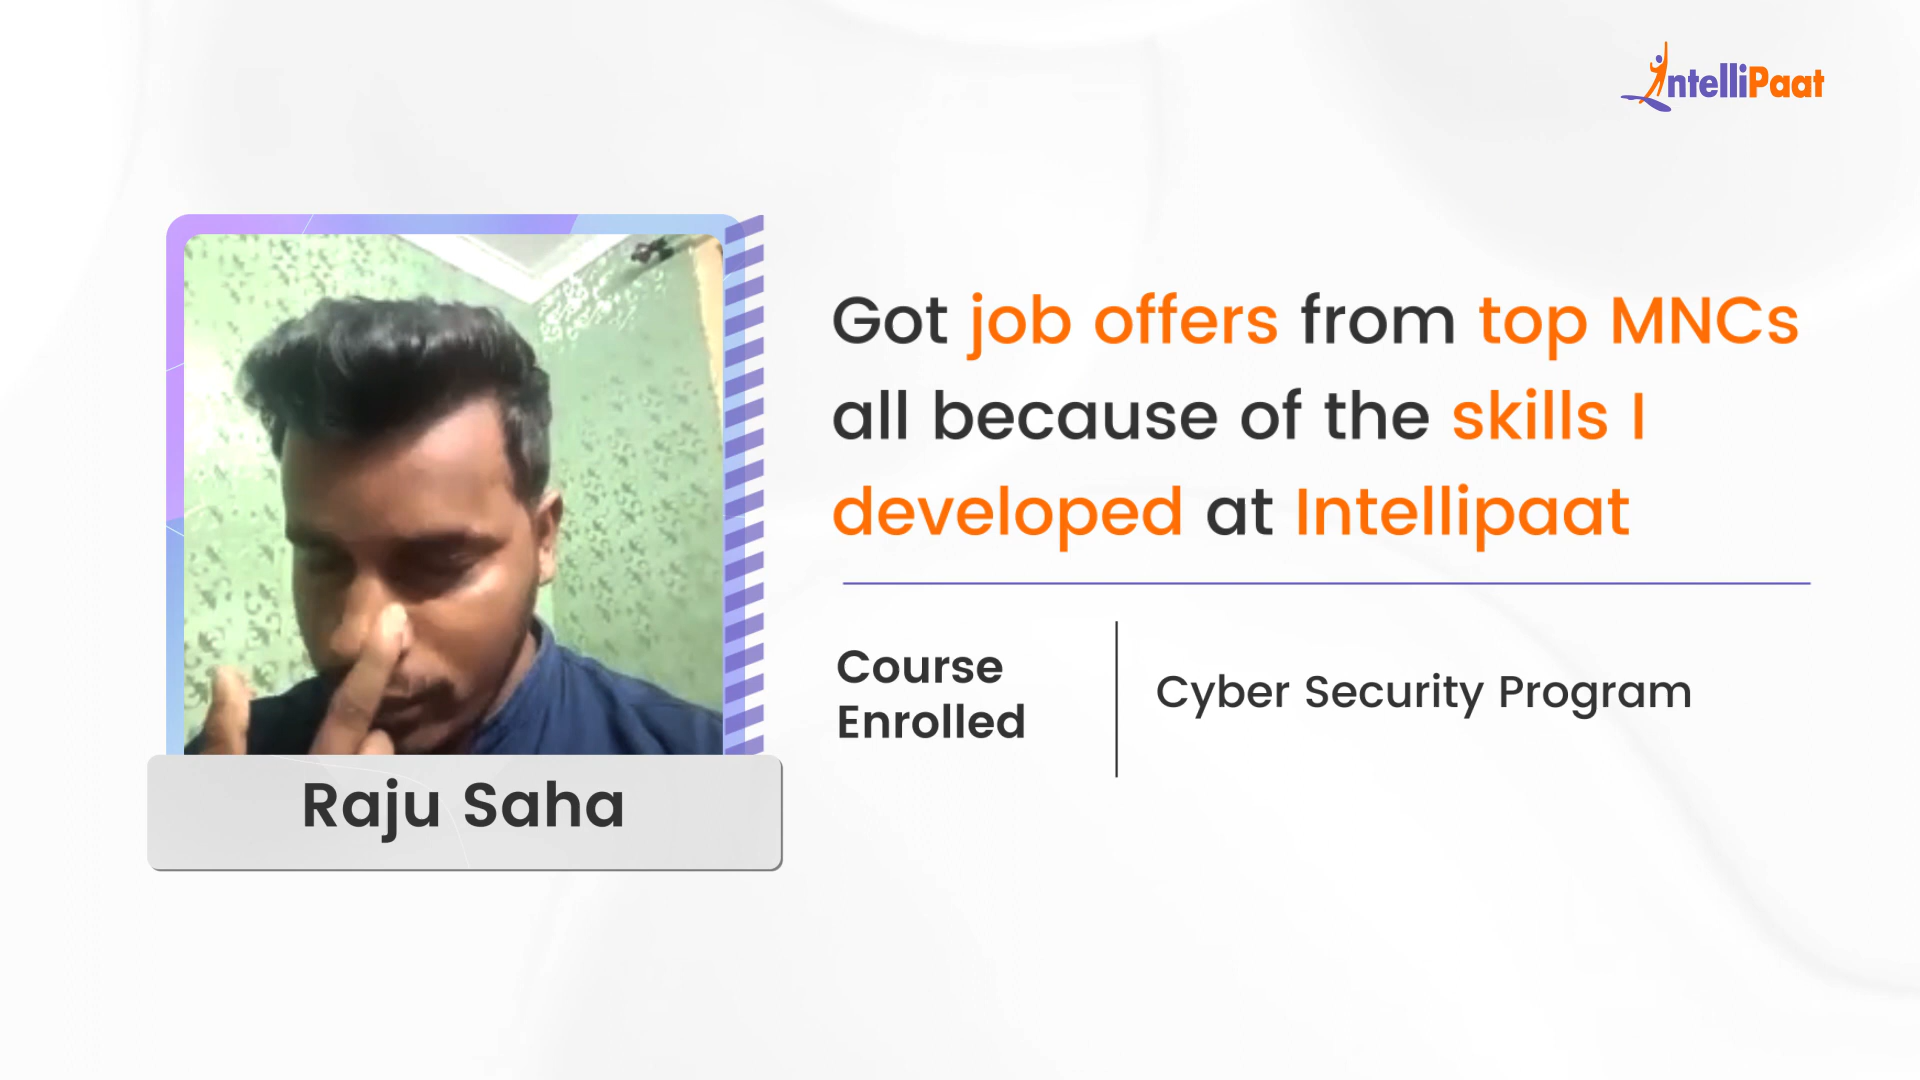 IntelliPaat
Got job offers from top MNCs
all because of the skills I
developed at Intellipaat
Course
Enrolled
Cyber Security Program
Raju Saha